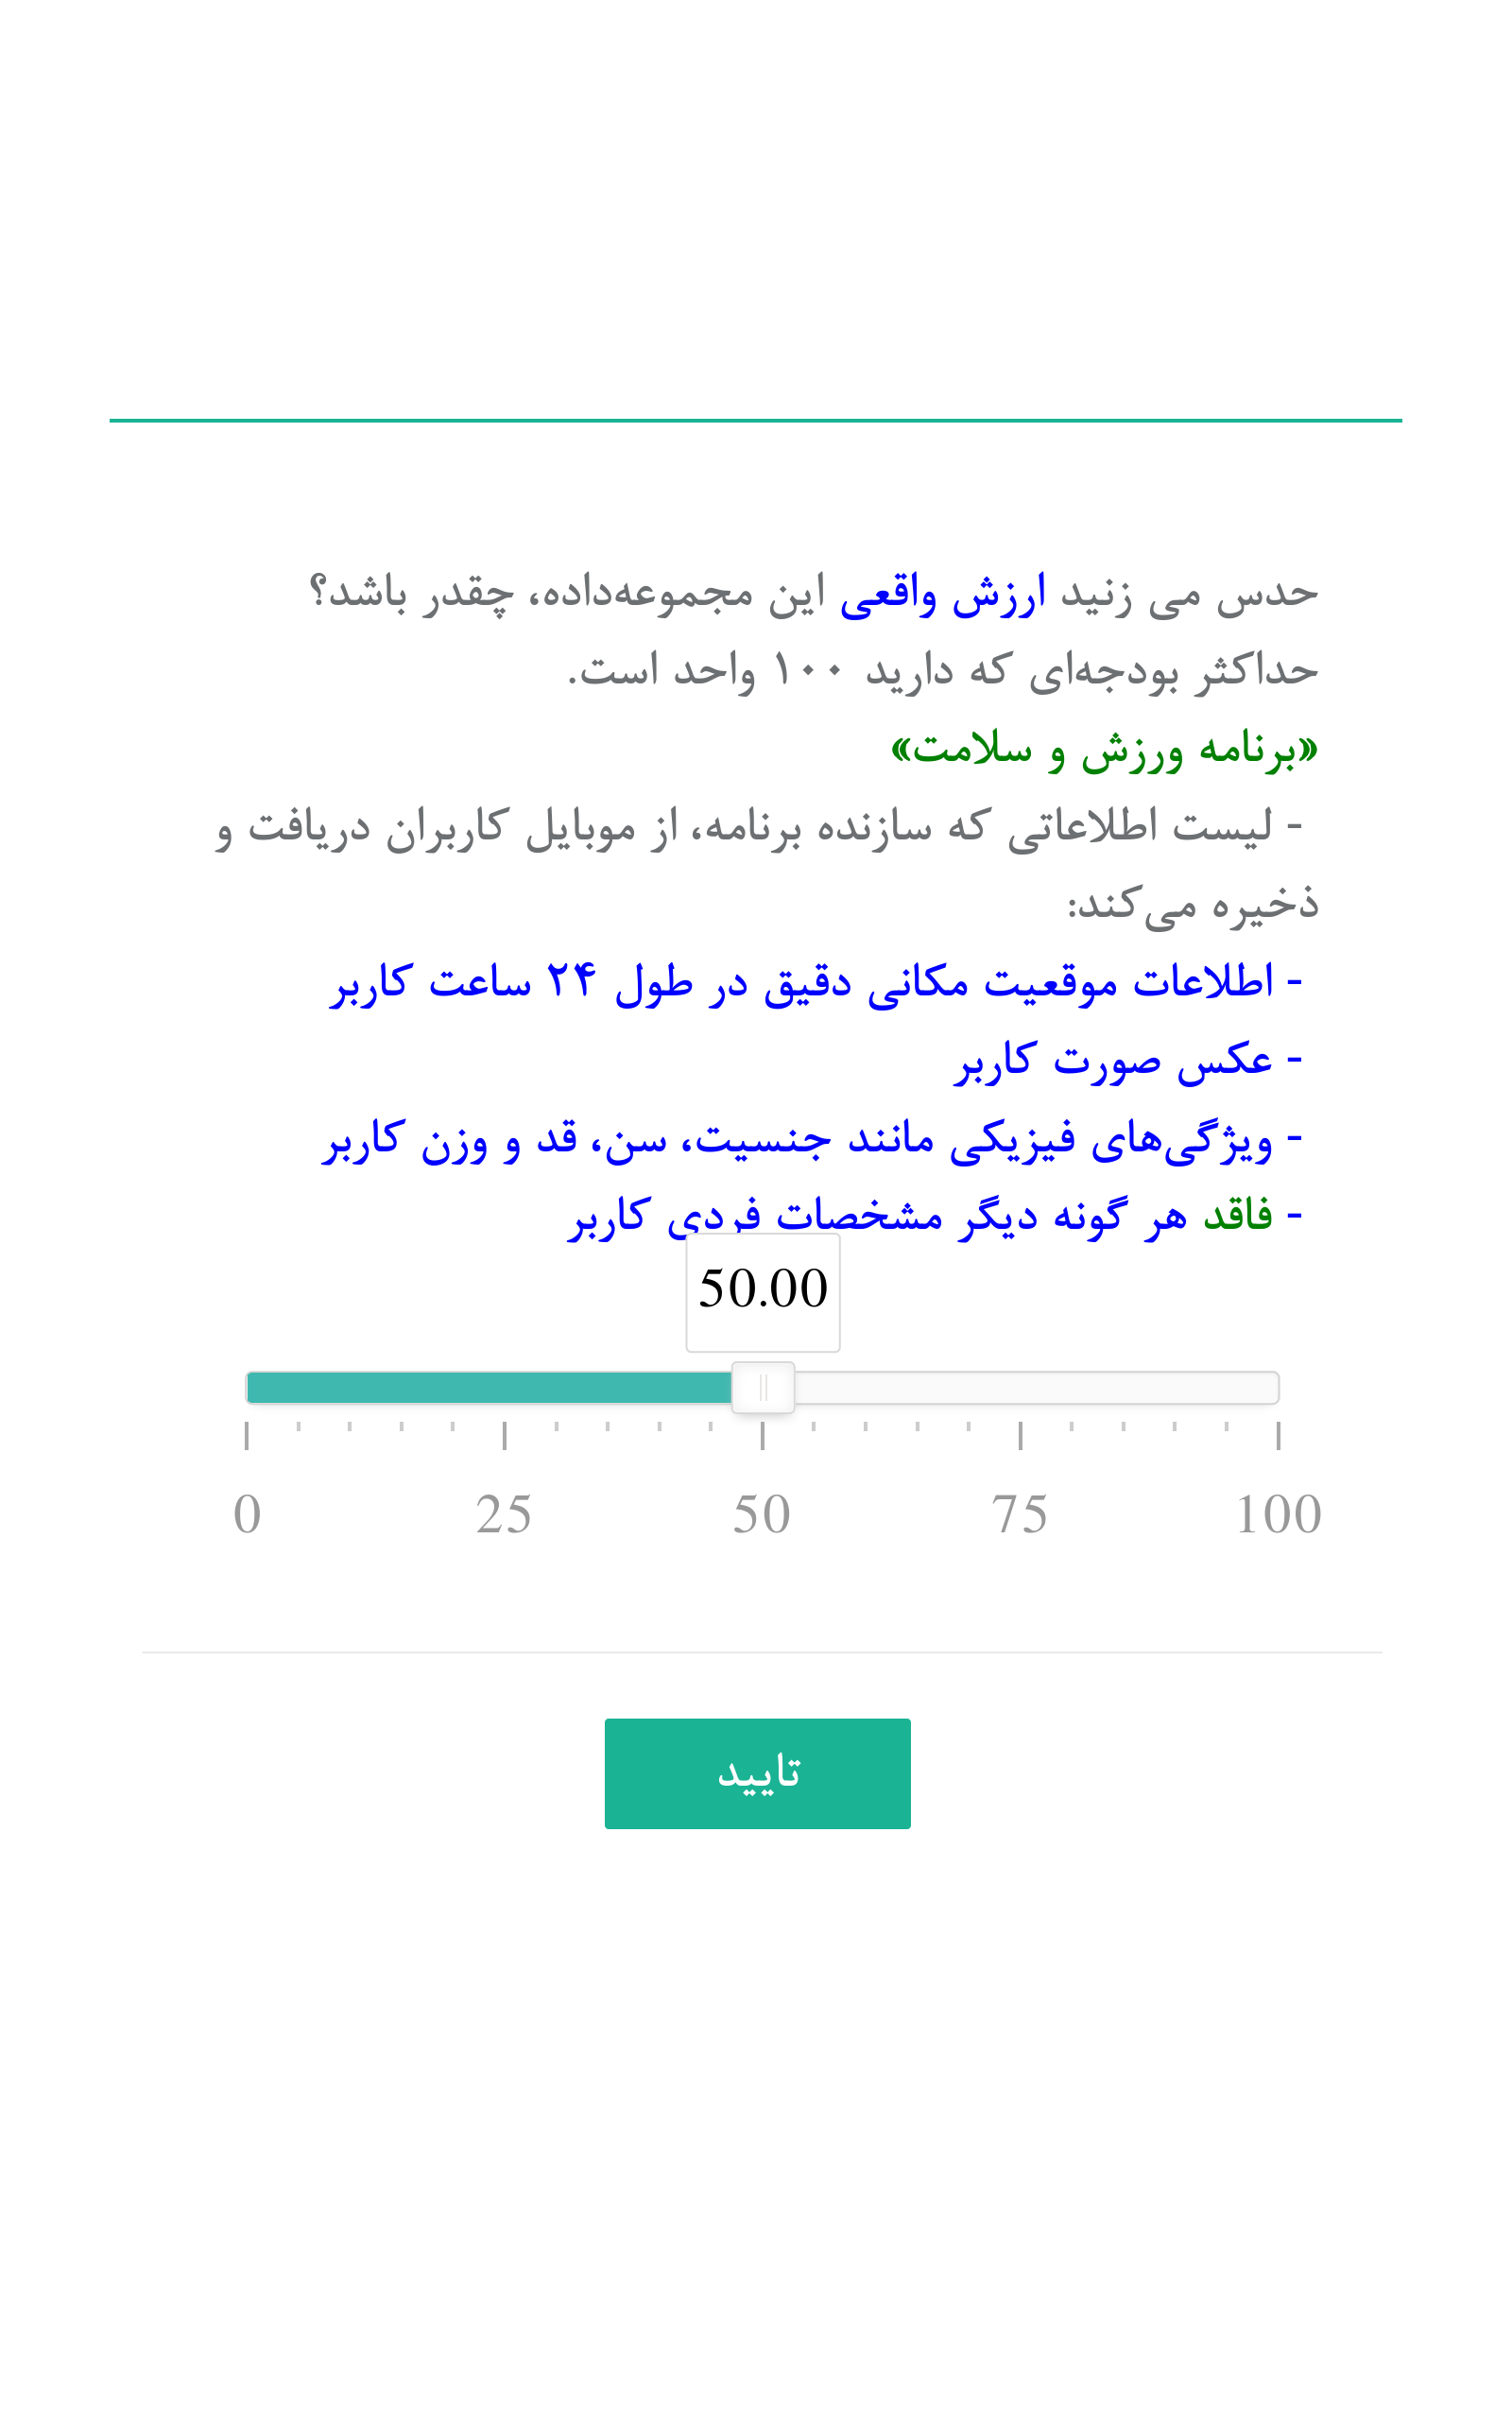 حدس می زنید ارزش واقعی این مجموعه‌داده، چقدر باشد؟
حداکثر بودجه‌ای که دارید ۱۰۰ واحد است.
«برنامه ورزش و سلامت»
- لیست اطلاعاتی که سازنده برنامه، از موبایل کاربران دریافت و
ذخیره می‌کند:
- اطلاعات موقعیت مکانی دقیق در طول ۲۴ ساعت کاربر
- عکس صورت کاربر
- ویژگی‌های فیزیکی مانند جنسیت، سن، قد و وزن کاربر
- فاقد هر گونه دیگر مشخصات فردی کاربر
50.00
0 25 50 75 100
تایید